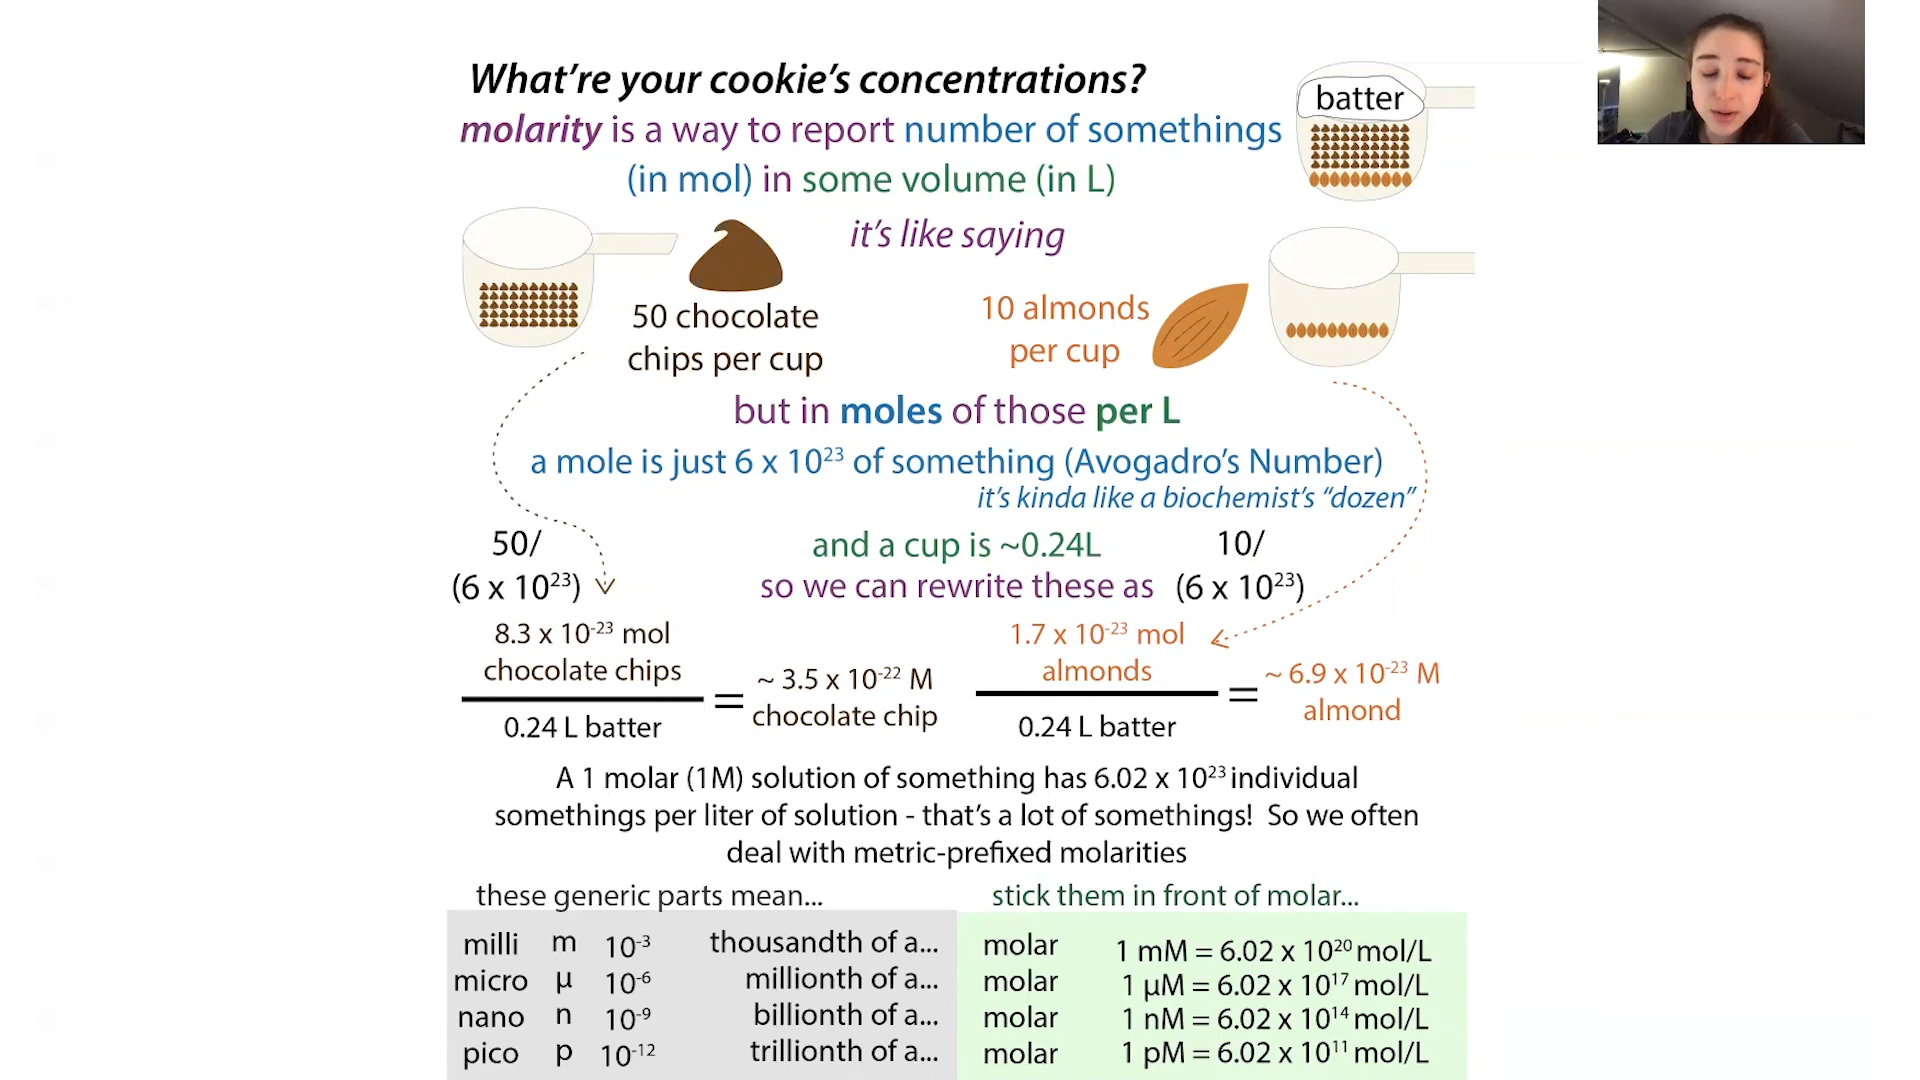 What're your cookie's concentrations?
batter
molarity is a way to report number of somethings
(in mol) in some volume (in L)
it's like saying
50 chocolate
chips per cup
10 almonds
per cup
but in moles of those per L
a mole is just 6 x 10²³ of something (Avogadro's Number)
it's kinda like a biochemist's "dozen"
50/
(6 x 10²³)
and a cup is ~0.24L
so we can rewrite these as
10/
(6 x 10²³)
8.3 x 10⁻²³ mol
chocolate chips
0.24 L batter
=
~ 3.5 x 10⁻²² M
chocolate chip
1.7 x 10⁻²³ mol
almonds
0.24 L batter
=
~ 6.9 x 10⁻²³ M
almond
A 1 molar (1M) solution of something has 6.02 x 10²³ individual
somethings per liter of solution - that's a lot of somethings! So we often
deal with metric-prefixed molarities
these generic parts mean...
stick them in front of molar...
milli m 10⁻³ thousandth of a... molar 1 mM = 6.02 x 10²⁰ mol/L
micro μ 10⁻⁶ millionth of a... molar 1 μM = 6.02 x 10¹⁷ mol/L
nano n 10⁻⁹ billionth of a... molar 1 nM = 6.02 x 10¹⁴ mol/L
pico p 10⁻¹² trillionth of a... molar 1 pM = 6.02 x 10¹¹ mol/L